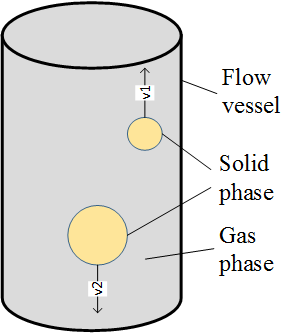 v1
Flow
vessel
Solid
phase
Gas
phase
v2